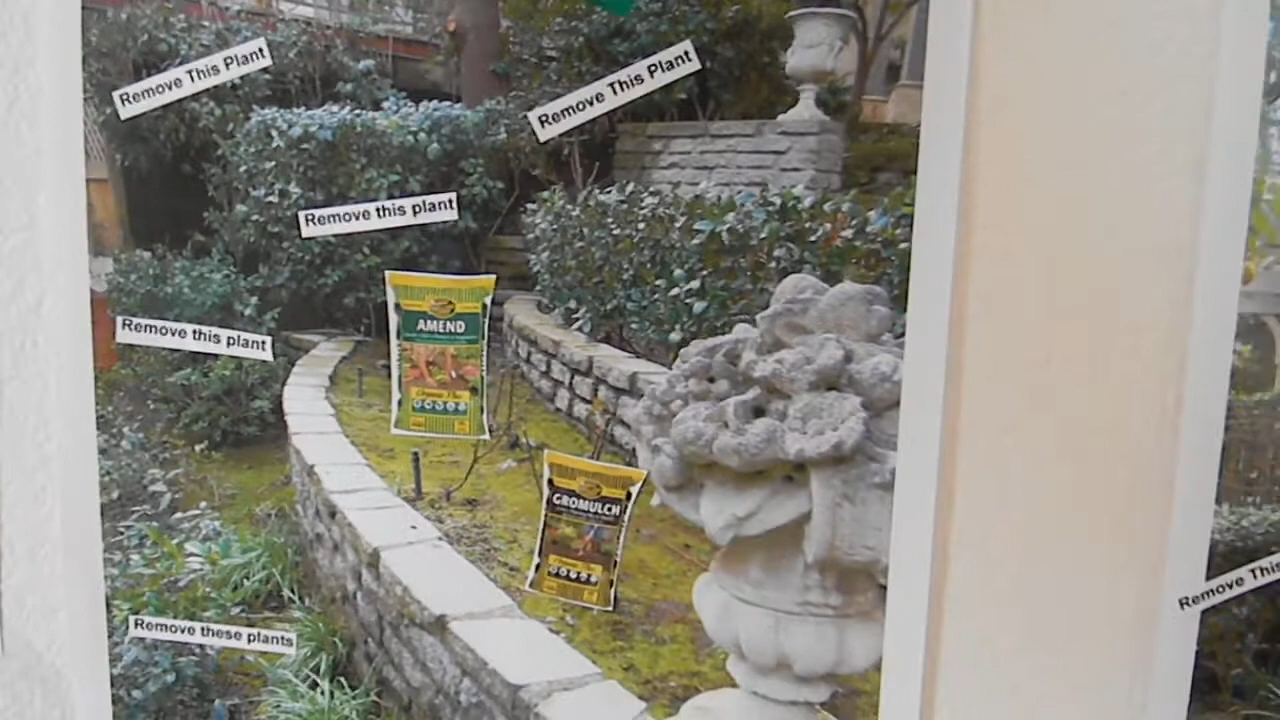 Remove This Plant
Remove This Plant
Remove this plant
AMEND
Remove this plant
GROMULCH
Remove This
Remove these plants